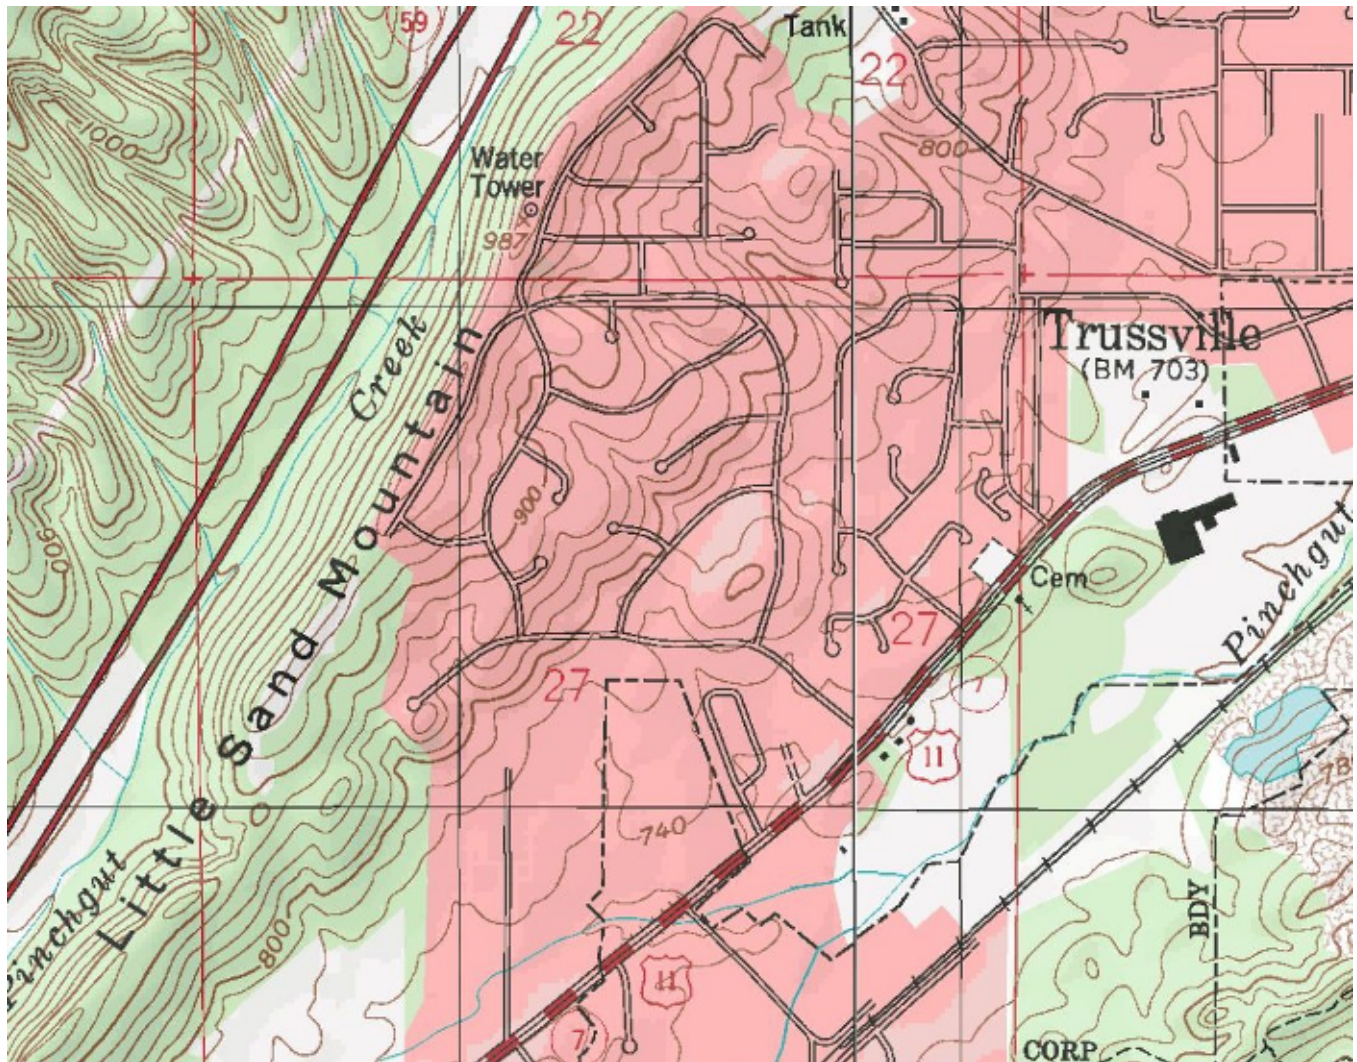 59
22
Tank
22
1000
Water
Tower
800
987
Creek
Trussville
(BM 703)
900
900
Cem
Pinchgut
27
27
7
11
Little Sand Mountain
740
Pinchgut
800
BDY
11
7
CORP